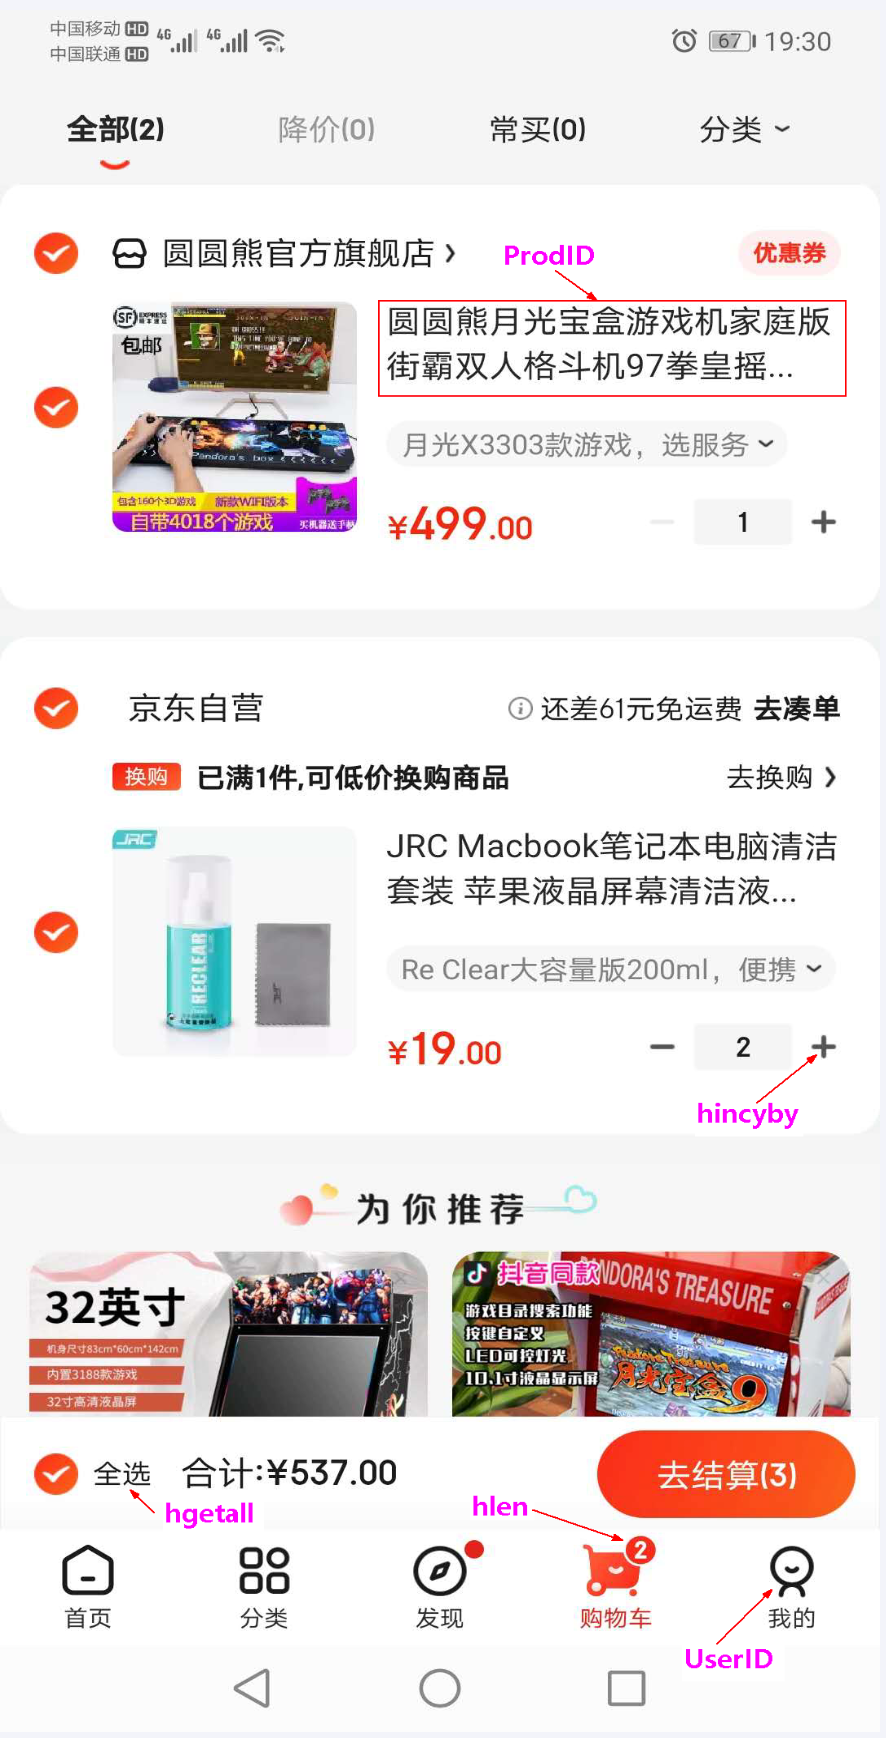 中国移动 HD 4G 4G 67 19:30
中国联通 HD
全部(2) 降价(0) 常买(0) 分类
圆圆熊官方旗舰店 ProdID 优惠券
SF EXPRESS
包邮
圆圆熊月光宝盒游戏机家庭版
街霸双人格斗机97拳皇摇...
Pandora's box
包含160个3D游戏 新款WIFI版本
自带4018个游戏 买机器送手柄
月光X3303款游戏，选服务
¥499.00 1 +
京东自营 还差61元免运费 去凑单
换购 已满1件,可低价换购商品 去换购
JRC
RECLEAR
JRC
JRC Macbook笔记本电脑清洁
套装 苹果液晶屏幕清洁液...
Re Clear大容量版200ml，便携
¥19.00 − 2 +
hincyby
为你推荐
32英寸
机身尺寸83cm*60cm*142cm
内置3188款游戏
32寸高清液晶屏
抖音同款
PANDORA'S TREASURE
游戏目录搜索功能
按键自定义
LED可控灯光
10.1寸液晶显示屏
Pandora Treasure
月光宝盒9
全选 合计:¥537.00 去结算(3)
hgetall hlen
2
首页 分类 发现 购物车 我的
UserID